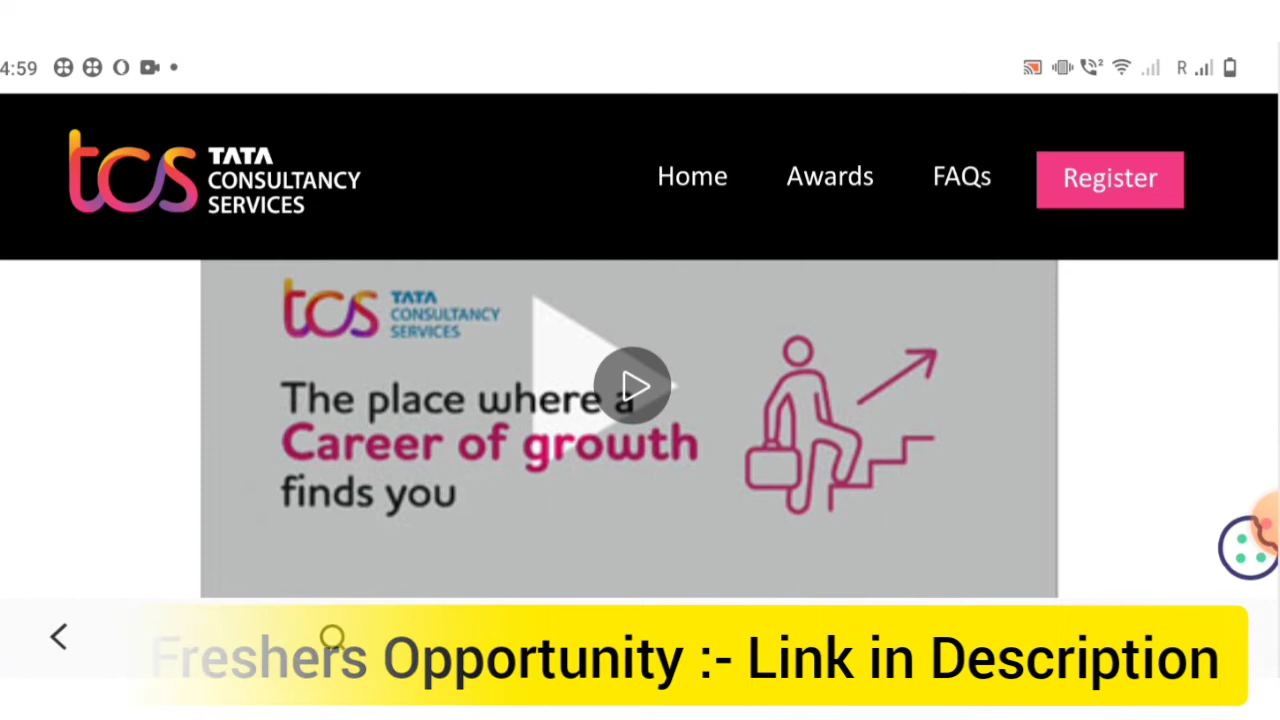 4:59
2
R
tcs TATA
CONSULTANCY
SERVICES
Home
Awards
FAQs
Register
tcs TATA
CONSULTANCY
SERVICES
The place where a
Career of growth
finds you
Freshers Opportunity :- Link in Description